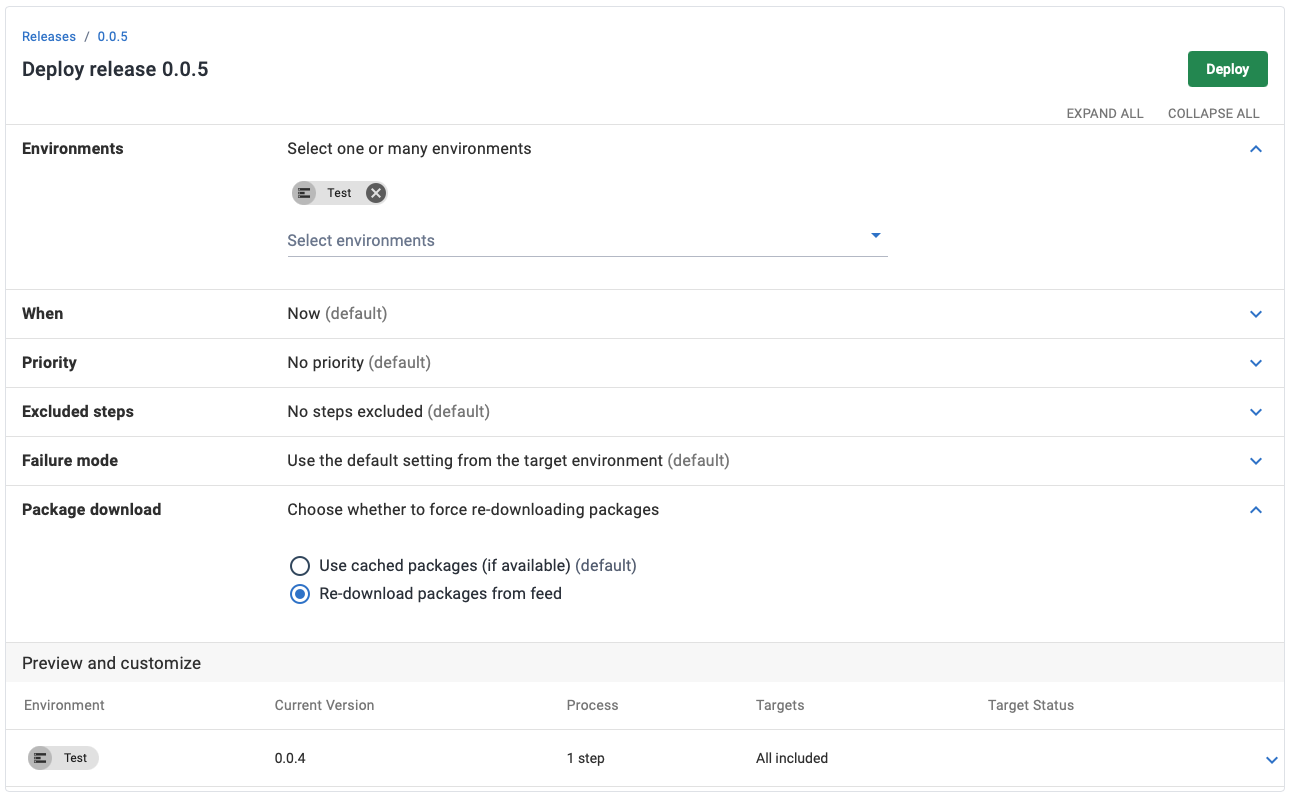 Releases / 0.0.5
Deploy release 0.0.5
Deploy
EXPAND ALL COLLAPSE ALL
Environments Select one or many environments
Test
Select environments
When Now (default)
Priority No priority (default)
Excluded steps No steps excluded (default)
Failure mode Use the default setting from the target environment (default)
Package download Choose whether to force re-downloading packages
Use cached packages (if available) (default)
Re-download packages from feed
Preview and customize
Environment Current Version Process Targets Target Status
Test 0.0.4 1 step All included